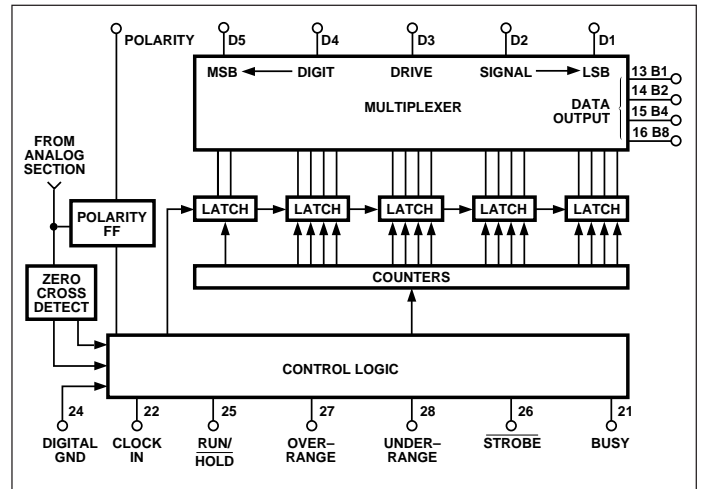 POLARITY
D5
D4
D3
D2
D1
MSB DIGIT DRIVE SIGNAL LSB
MULTIPLEXER
DATA
OUTPUT
13 B1
14 B2
15 B4
16 B8
FROM
ANALOG
SECTION
POLARITY
FF
LATCH
LATCH
LATCH
LATCH
LATCH
ZERO
CROSS
DETECT
COUNTERS
CONTROL LOGIC
24
22
25
27
28
26
21
DIGITAL
GND
CLOCK
IN
RUN/
HOLD
OVER–
RANGE
UNDER–
RANGE
STROBE
BUSY